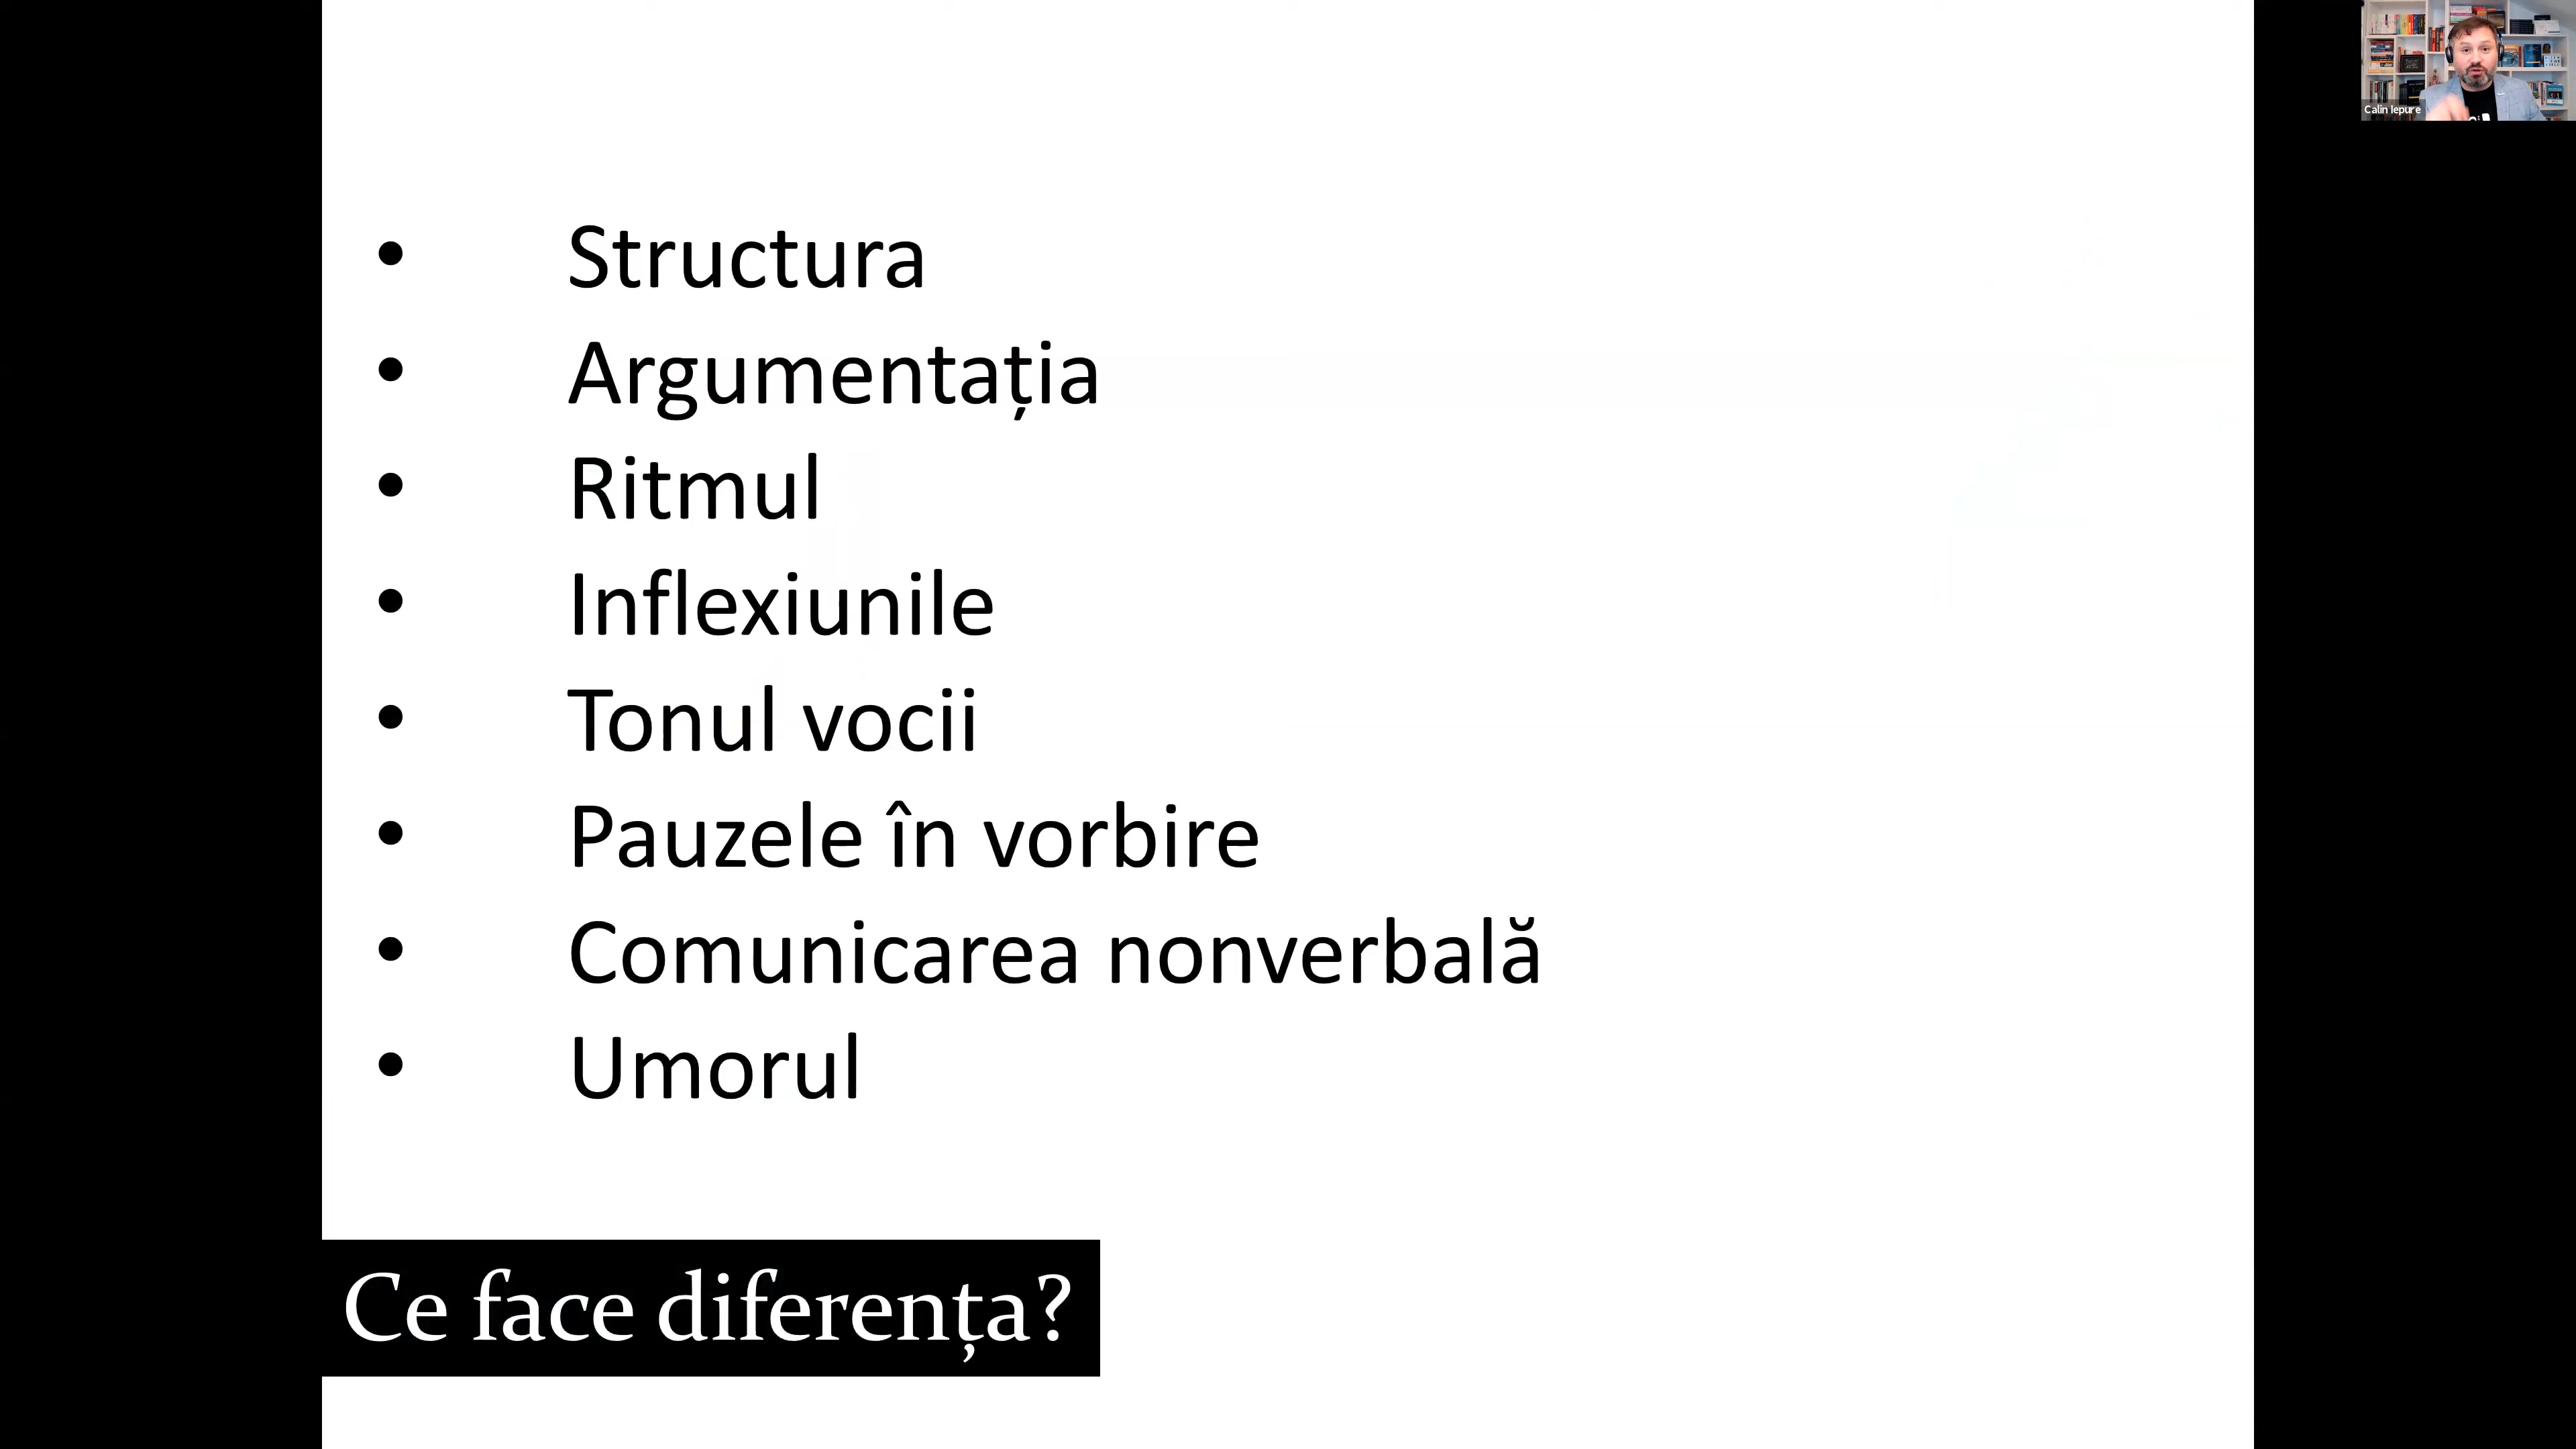 Calin Iepure
• Structura
• Argumentația
• Ritmul
• Inflexiunile
• Tonul vocii
• Pauzele în vorbire
• Comunicarea nonverbală
• Umorul
Ce face diferența?